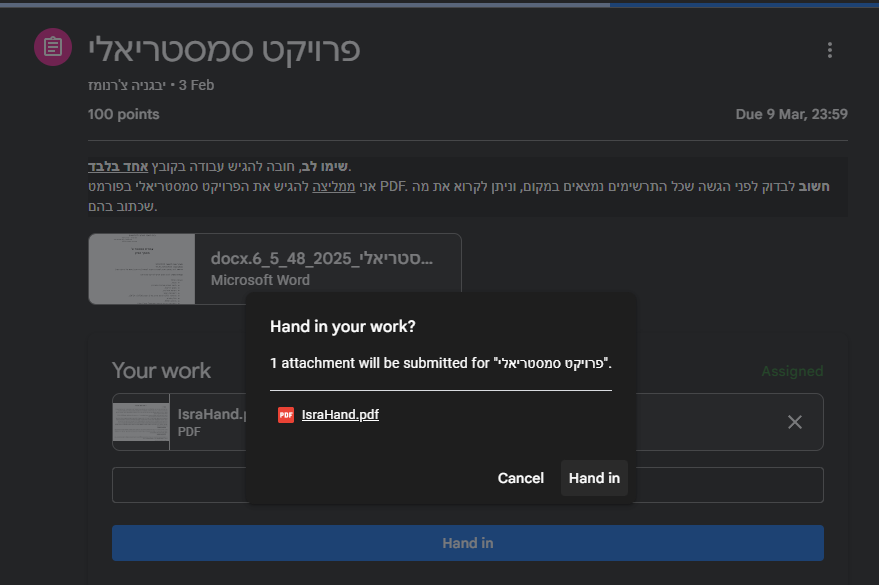 פרויקט סמסטריאלי
יבגניה צ'רנומז • 3 Feb
100 points
Due 9 Mar, 23:59
שימו לב, חובה להגיש עבודה בקובץ אחד בלבד.
חשוב לבדוק לפני הגשה שכל התרשימים נמצאים במקום, וניתן לקרוא את מה
שכתוב בהם. אני ממליצה להגיש את הפרויקט סמסטריאלי בפורמט PDF.
...סטריאלי_2025_48_5_6.docx
Microsoft Word
Hand in your work?
1 attachment will be submitted for "פרויקט סמסטריאלי".
PDF
IsraHand.pdf
Cancel
Hand in
Your work
Assigned
IsraHand.p
PDF
Hand in